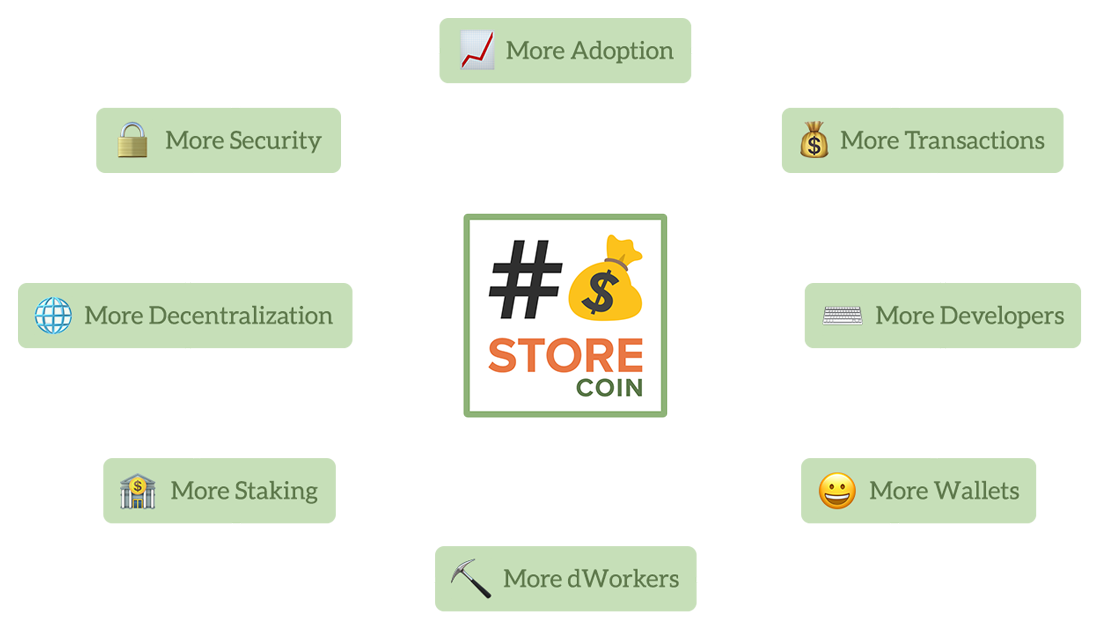 More Adoption
More Security
More Transactions
#$
STORE
COIN
More Decentralization
More Developers
More Staking
More Wallets
More dWorkers